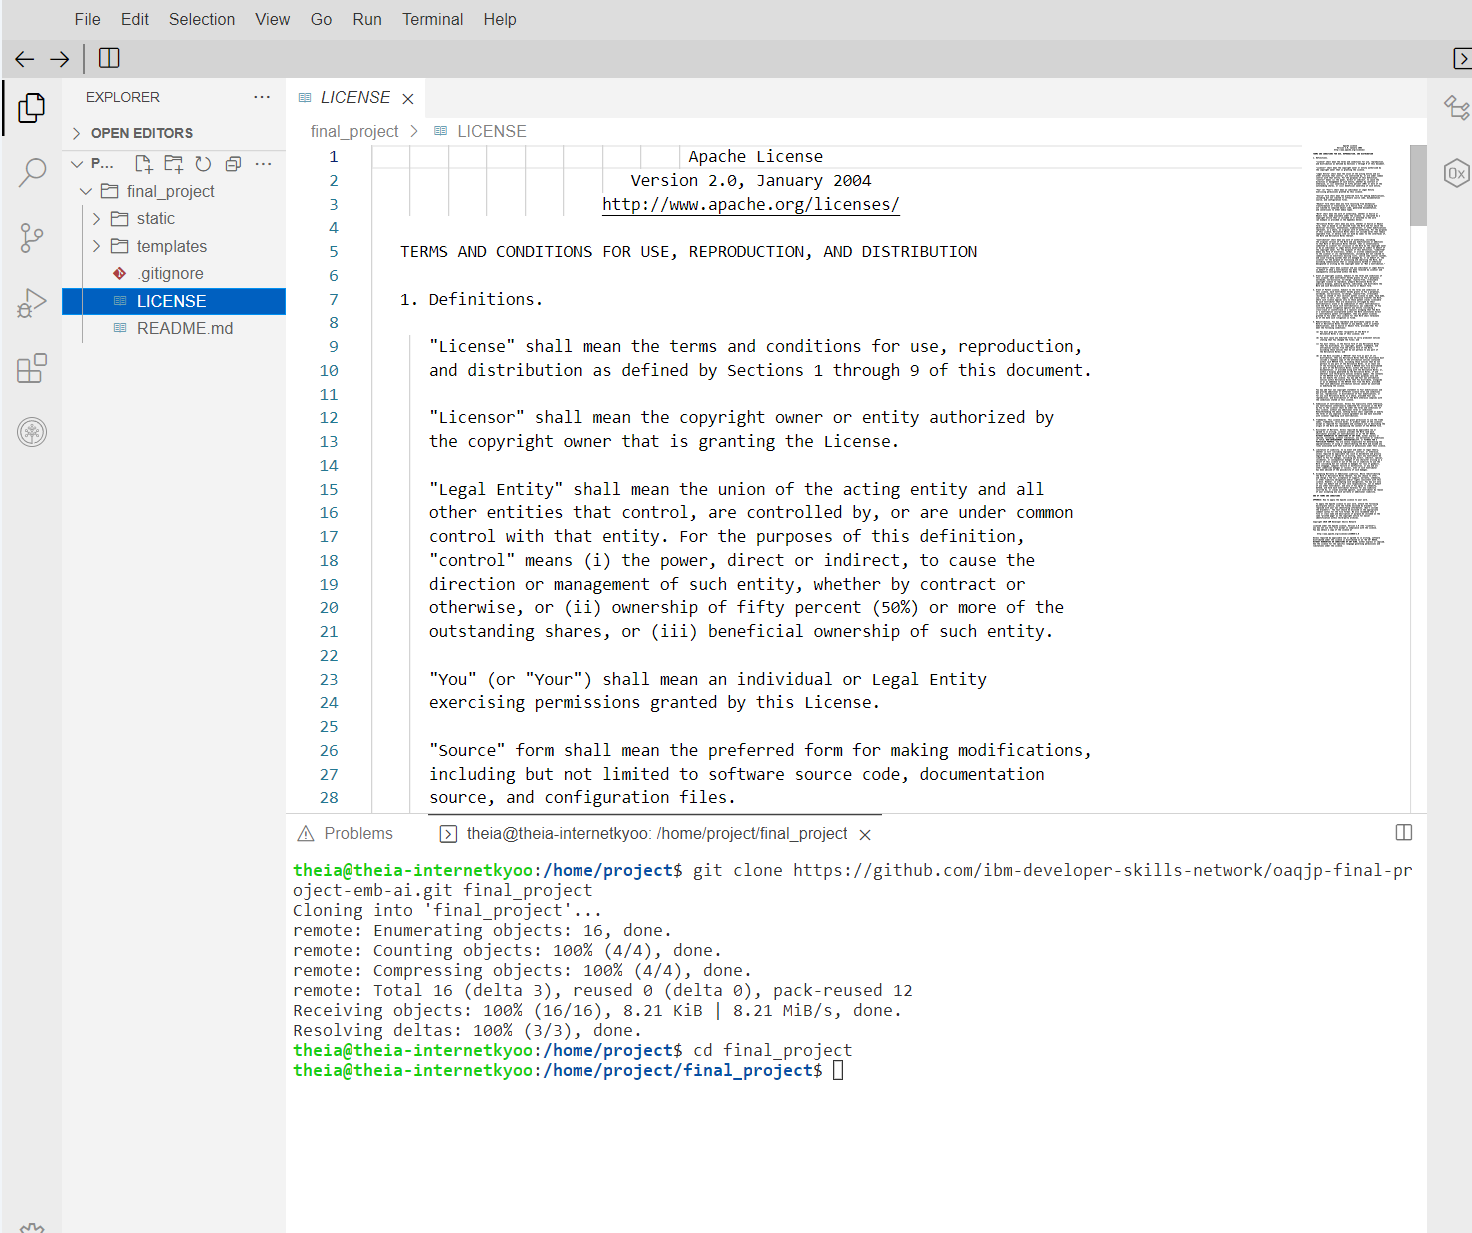 File Edit Selection View Go Run Terminal Help
EXPLORER
OPEN EDITORS
P...
final_project
static
templates
.gitignore
LICENSE
README.md
LICENSE
final_project > LICENSE
1 Apache License
2 Version 2.0, January 2004
3 http://www.apache.org/licenses/
4
5 TERMS AND CONDITIONS FOR USE, REPRODUCTION, AND DISTRIBUTION
6
7 1. Definitions.
8
9 "License" shall mean the terms and conditions for use, reproduction,
10 and distribution as defined by Sections 1 through 9 of this document.
11
12 "Licensor" shall mean the copyright owner or entity authorized by
13 the copyright owner that is granting the License.
14
15 "Legal Entity" shall mean the union of the acting entity and all
16 other entities that control, are controlled by, or are under common
17 control with that entity. For the purposes of this definition,
18 "control" means (i) the power, direct or indirect, to cause the
19 direction or management of such entity, whether by contract or
20 otherwise, or (ii) ownership of fifty percent (50%) or more of the
21 outstanding shares, or (iii) beneficial ownership of such entity.
22
23 "You" (or "Your") shall mean an individual or Legal Entity
24 exercising permissions granted by this License.
25
26 "Source" form shall mean the preferred form for making modifications,
27 including but not limited to software source code, documentation
28 source, and configuration files.
0x
Problems
theia@theia-internetkyoo: /home/project/final_project
theia@theia-internetkyoo:/home/project$ git clone https://github.com/ibm-developer-skills-network/oaqjp-final-pr
oject-emb-ai.git final_project
Cloning into 'final_project'...
remote: Enumerating objects: 16, done.
remote: Counting objects: 100% (4/4), done.
remote: Compressing objects: 100% (4/4), done.
remote: Total 16 (delta 3), reused 0 (delta 0), pack-reused 12
Receiving objects: 100% (16/16), 8.21 KiB | 8.21 MiB/s, done.
Resolving deltas: 100% (3/3), done.
theia@theia-internetkyoo:/home/project$ cd final_project
theia@theia-internetkyoo:/home/project/final_project$